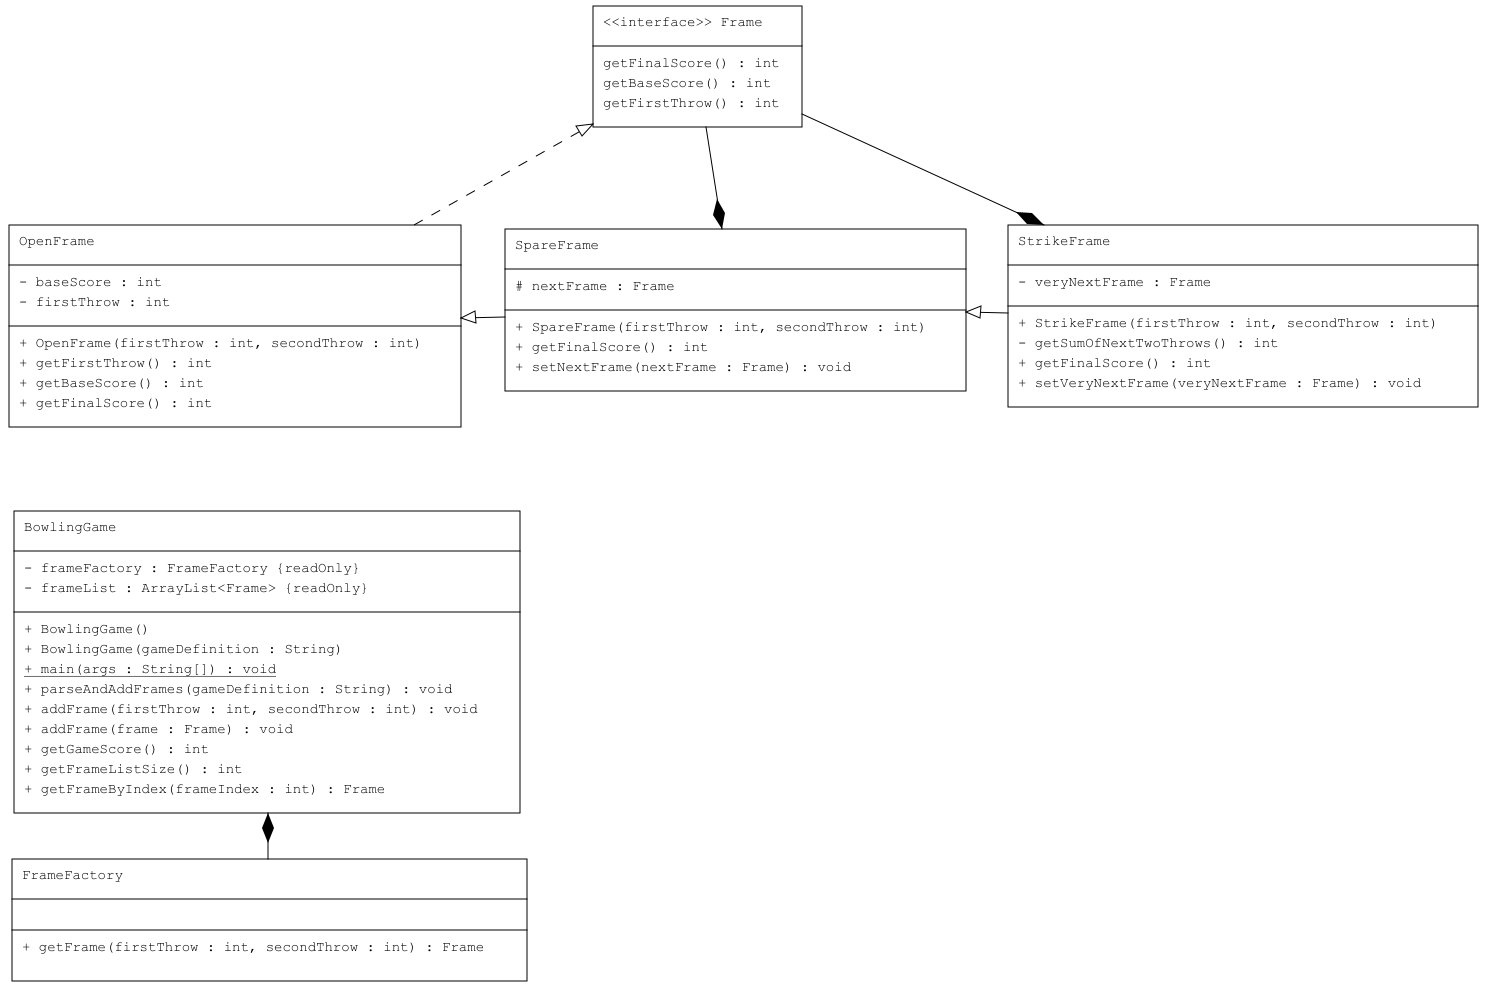 <<interface>> Frame
getFinalScore() : int
getBaseScore() : int
getFirstThrow() : int
OpenFrame
- baseScore : int
- firstThrow : int
+ OpenFrame(firstThrow : int, secondThrow : int)
+ getFirstThrow() : int
+ getBaseScore() : int
+ getFinalScore() : int
SpareFrame
# nextFrame : Frame
+ SpareFrame(firstThrow : int, secondThrow : int)
+ getFinalScore() : int
+ setNextFrame(nextFrame : Frame) : void
StrikeFrame
- veryNextFrame : Frame
+ StrikeFrame(firstThrow : int, secondThrow : int)
- getSumOfNextTwoThrows() : int
+ getFinalScore() : int
+ setVeryNextFrame(veryNextFrame : Frame) : void
BowlingGame
- frameFactory : FrameFactory {readOnly}
- frameList : ArrayList<Frame> {readOnly}
+ BowlingGame()
+ BowlingGame(gameDefinition : String)
+ main(args : String[]) : void
+ parseAndAddFrames(gameDefinition : String) : void
+ addFrame(firstThrow : int, secondThrow : int) : void
+ addFrame(frame : Frame) : void
+ getGameScore() : int
+ getFrameListSize() : int
+ getFrameByIndex(frameIndex : int) : Frame
FrameFactory
+ getFrame(firstThrow : int, secondThrow : int) : Frame